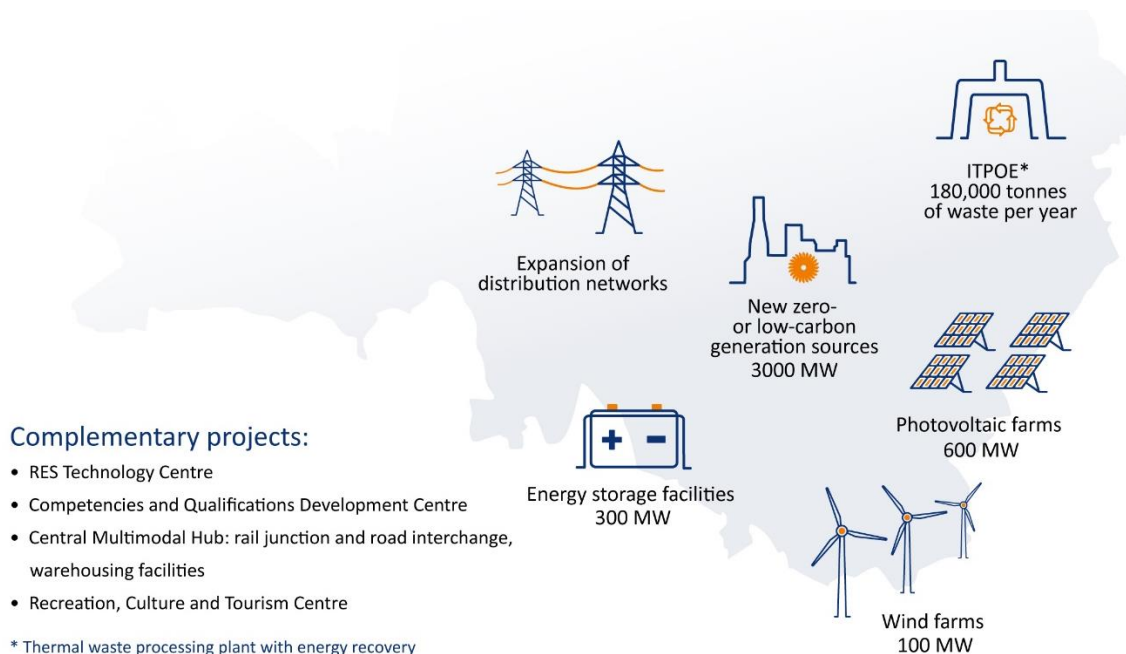 ITPOE*
180,000 tonnes
of waste per year
Expansion of
distribution networks
New zero-
or low-carbon
generation sources
3000 MW
Photovoltaic farms
600 MW
Energy storage facilities
300 MW
Wind farms
100 MW
Complementary projects:
• RES Technology Centre
• Competencies and Qualifications Development Centre
• Central Multimodal Hub: rail junction and road interchange,
warehousing facilities
• Recreation, Culture and Tourism Centre
* Thermal waste processing plant with energy recovery